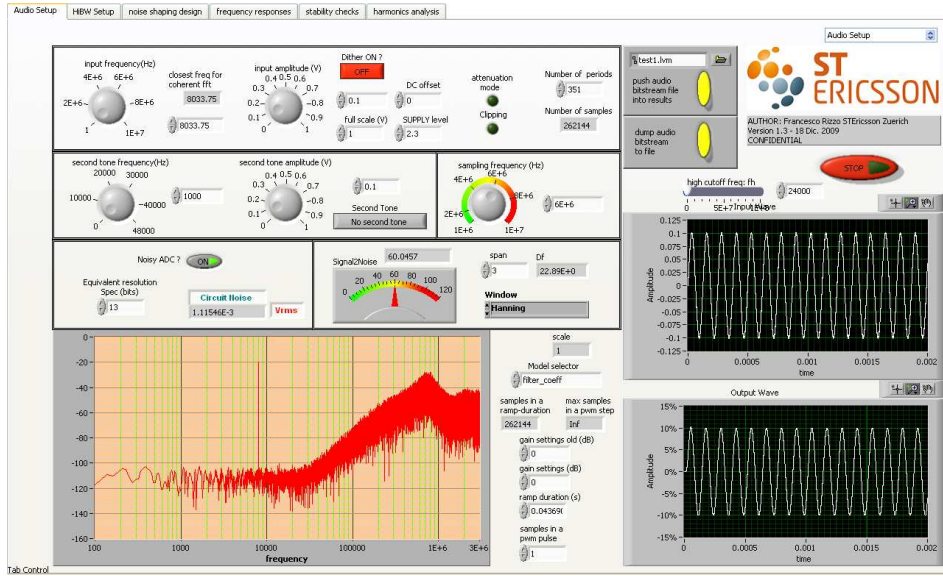 Audio Setup
HiBW Setup
noise shaping design
frequency responses
stability checks
harmonics analysis
Audio Setup
input frequency(Hz)
4E+6 6E+6
2E+6 8E+6
1 1E+7
closest freq for
coherent fft
8033.75
8033.75
input amplitude (V)
0.4 0.5 0.6
0.3 0.7
0.2 0.8
0.1 0.9
0 1
Dither ON ?
OFF
0.1
full scale (V)
1
DC offset
0
SUPPLY level
2.3
attenuation
mode
Clipping
Number of periods
351
Number of samples
262144
test1.lvm
push audio
bitstream file
into results
dump audio
bitstream
to file
ST
ERICSSON
AUTHOR: Francesco Rizzo STEricsson Zuerich
Version 1.3 - 18 Dic. 2009
CONFIDENTIAL
STOP
second tone frequency(Hz)
20000 30000
10000 40000
0 48000
1000
second tone amplitude (V)
0.4 0.5 0.6
0.3 0.7
0.2 0.8
0.1 0.9
0 1
0.1
Second Tone
No second tone
sampling frequency (Hz)
4E+6 6E+6
2E+6 8E+6
1E+6 1E+7
6E+6
high cutoff freq: fh
24000
0 5E+7
Noisy ADC ?
ON
Equivalent resolution
Spec (bits)
13
Circuit Noise
1.11546E-3
Vrms
Signal2Noise
60.0457
0 20 40 60 80 100 120
span
3
Df
22.89E+0
Window
Hanning
Input Wave
Amplitude
0.125
0.1
0.075
0.05
0.025
0
-0.025
-0.05
-0.075
-0.1
-0.125
0 0.0005 0.001 0.0015 0.002
time
0-
-20
-40
-60
-80
-100
-120
-140
-160
100 1000 10000 100000 1E+6 3E+6
frequency
scale
1
Model selector
filter_coeff
samples in a
ramp-duration
262144
max samples
in a pwm step
Inf
gain settings old (dB)
0
gain settings (dB)
0
ramp duration (s)
samples in a
pwm pulse
1
Output Wave
Amplitude
15%
10%
5%
0%
-5%
-10%
-15%
0 0.0005 0.001 0.0015 0.002
time
Tab Control